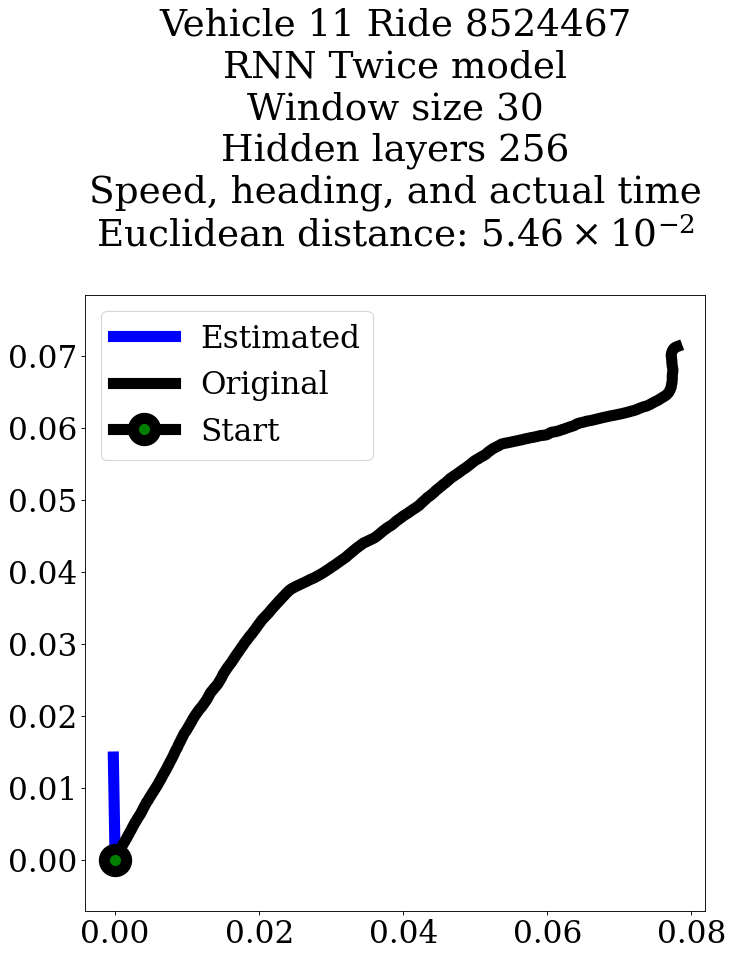 Vehicle 11 Ride 8524467
RNN Twice model
Window size 30
Hidden layers 256
Speed, heading, and actual time
Euclidean distance: 5.46 × 10⁻²
Estimated
Original
Start
0.07
0.06
0.05
0.04
0.03
0.02
0.01
0.00
0.00 0.02 0.04 0.06 0.08